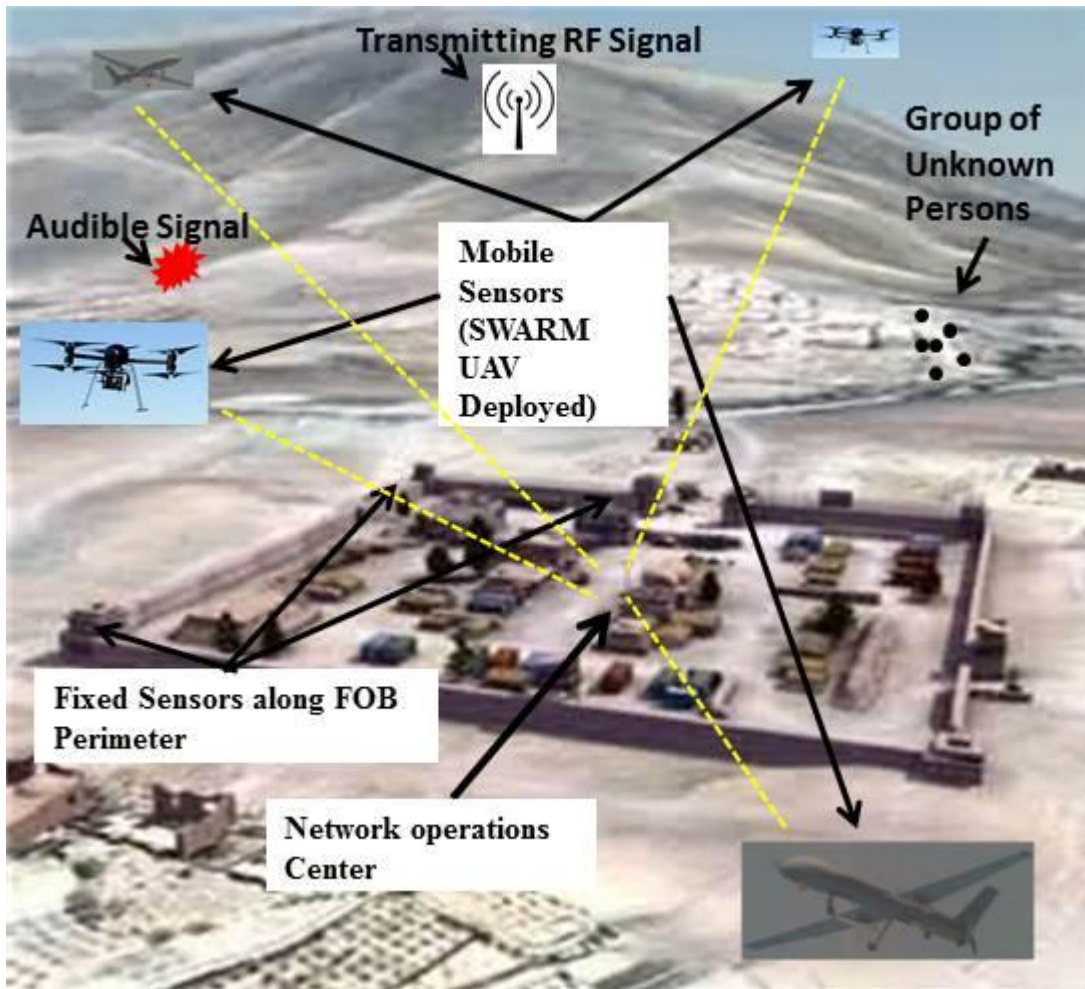 Transmitting RF Signal
Group of
Unknown
Persons
Audible Signal
Mobile
Sensors
(SWARM
UAV
Deployed)
Fixed Sensors along FOB
Perimeter
Network operations
Center